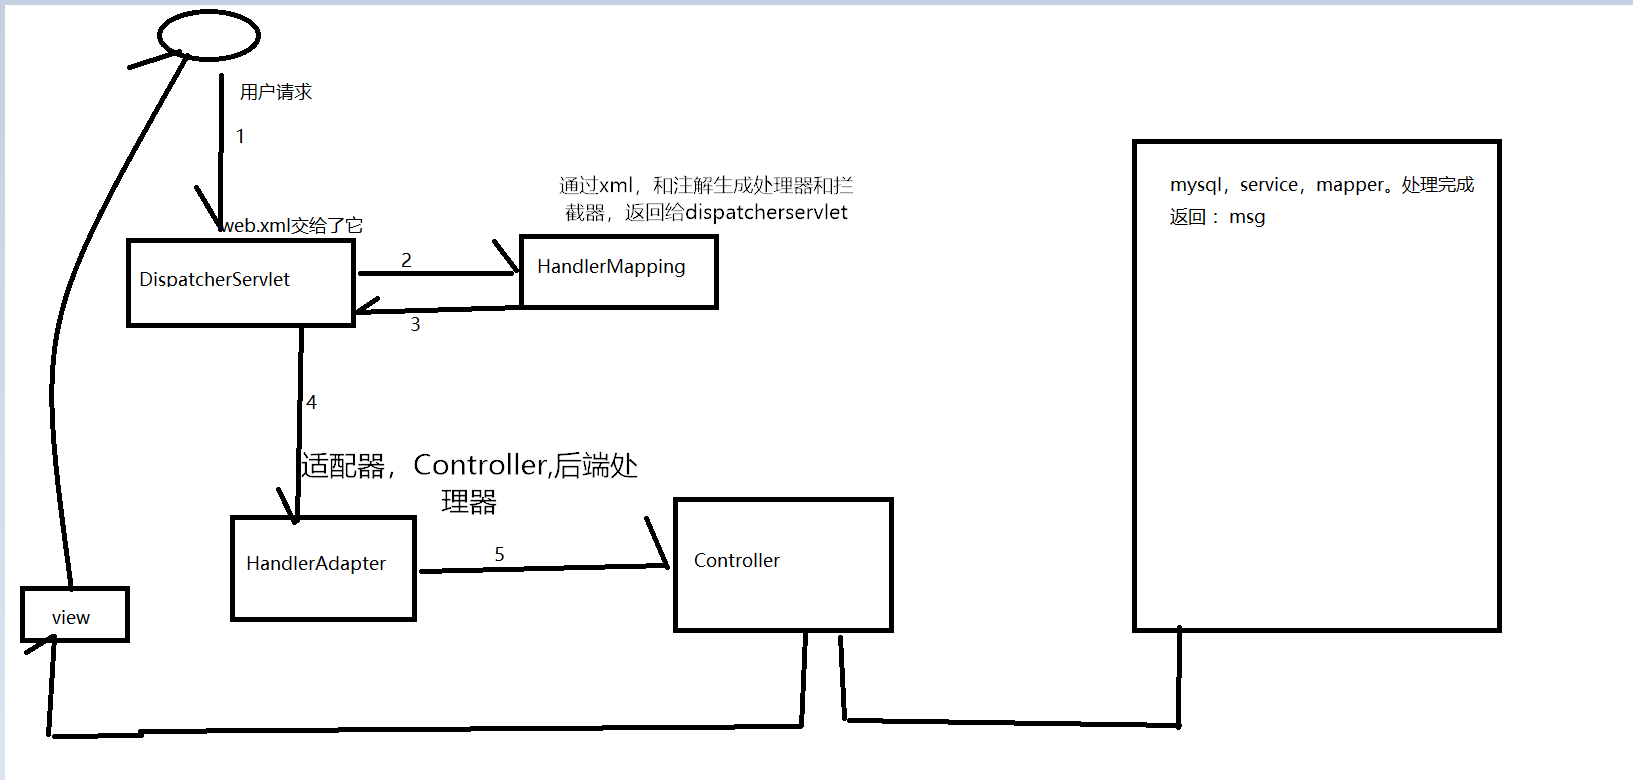 用户请求
1
通过xml，和注解生成处理器和拦
截器，返回给dispatcherservlet
mysql，service，mapper。处理完成
返回：msg
web.xml交给了它
DispatcherServlet
2
HandlerMapping
3
4
适配器，Controller,后端处
理器
HandlerAdapter
5
Controller
view